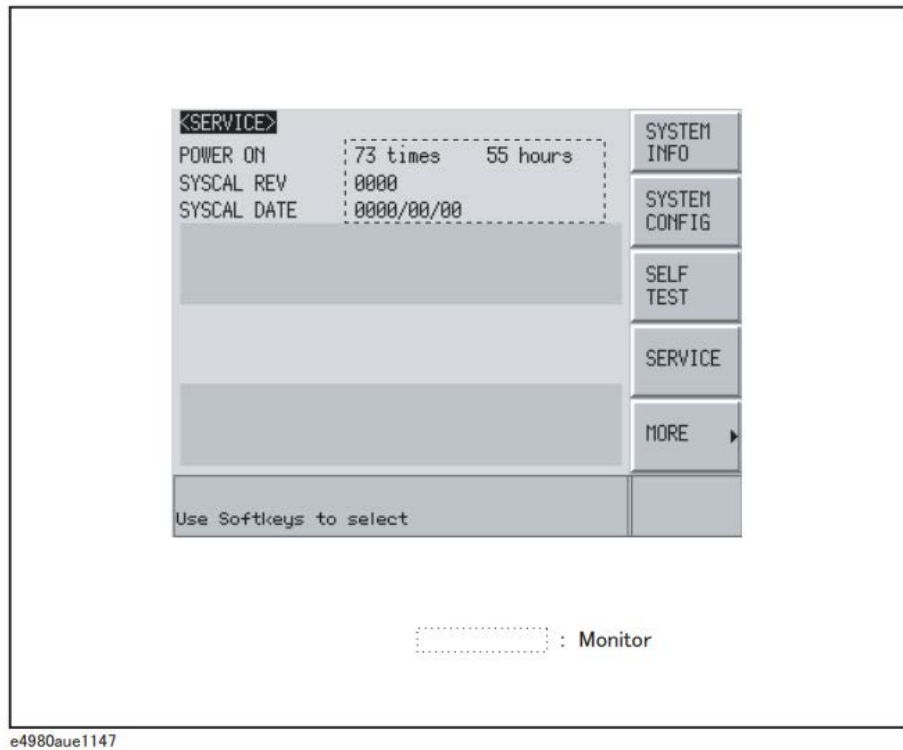 <SERVICE>
POWER ON 73 times 55 hours
SYSCAL REV 0000
SYSCAL DATE 0000/00/00
SYSTEM
INFO
SYSTEM
CONFIG
SELF
TEST
SERVICE
MORE
Use Softkeys to select
: Monitor
e4980aue1147